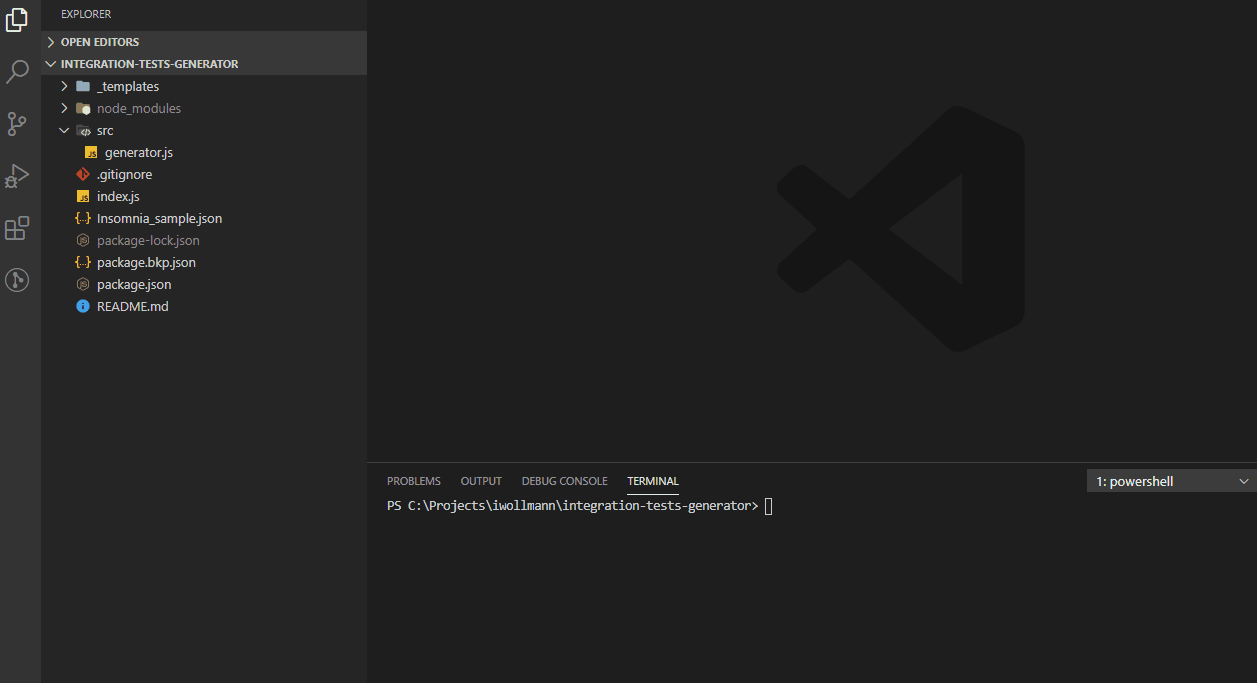 EXPLORER
OPEN EDITORS
INTEGRATION-TESTS-GENERATOR
_templates
node_modules
src
JS generator.js
.gitignore
JS index.js
{..} Insomnia_sample.json
package-lock.json
{..} package.bkp.json
package.json
README.md
PROBLEMS OUTPUT DEBUG CONSOLE TERMINAL 1: powershell
PS C:\Projects\iwollmann\integration-tests-generator>